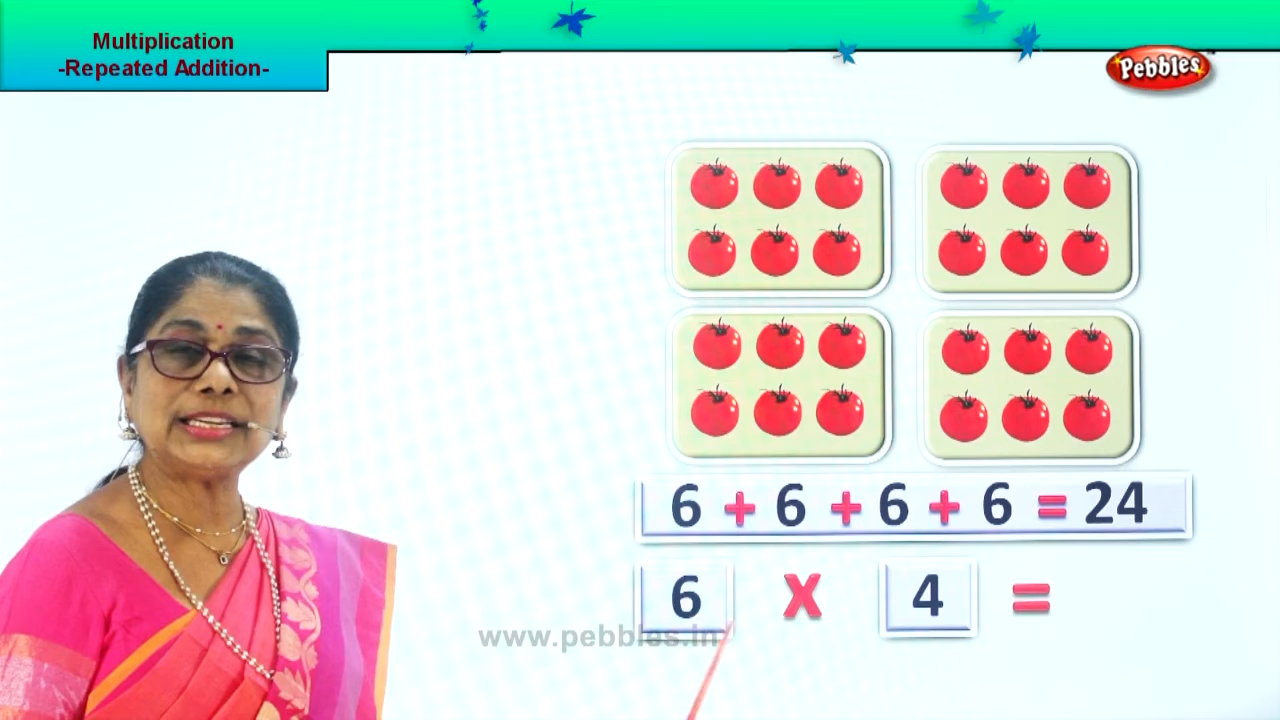 Multiplication
-Repeated Addition-
Pebbles
6 + 6 + 6 + 6 = 24
6 x 4 =
www.pebbles.in